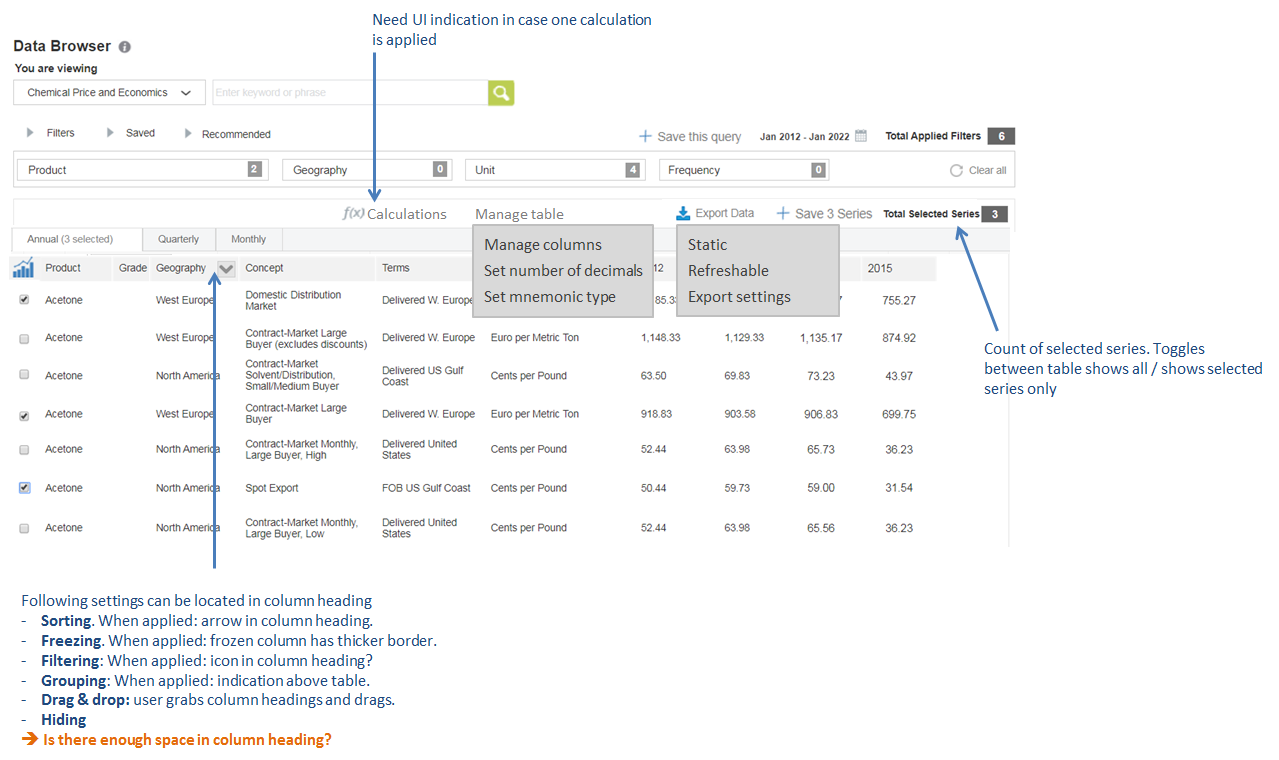 Need UI indication in case one calculation
is applied
Data Browser
You are viewing
Chemical Price and Economics
Enter keyword or phrase
Filters Saved Recommended
Save this query Jan 2012 - Jan 2022 Total Applied Filters 6
Product 2 Geography 0 Unit 4 Frequency 0 Clear all
f(x) Calculations Manage table Export Data Save 3 Series Total Selected Series 3
Annual (3 selected) Quarterly Monthly
Manage columns
Set number of decimals
Set mnemonic type
Static
Refreshable
Export settings
Product Grade Geography Concept Terms 12 2015
Acetone West Europe Domestic Distribution
Market Delivered W. Europe 85.33 7 755.27
Acetone West Europe Contract-Market Large
Buyer (excludes discounts) Delivered W. Europe Euro per Metric Ton 1,148.33 1,129.33 1,135.17 874.92
Acetone North America Contract-Market
Solvent/Distribution,
Small/Medium Buyer Delivered US Gulf
Coast Cents per Pound 63.50 69.83 73.23 43.97
Acetone West Europe Contract-Market Large
Buyer Delivered W. Europe Euro per Metric Ton 918.83 903.58 906.83 699.75
Acetone North America Contract-Market Monthly,
Large Buyer, High Delivered United
States Cents per Pound 52.44 63.98 65.73 36.23
Acetone North America Spot Export FOB US Gulf Coast Cents per Pound 50.44 59.73 59.00 31.54
Acetone North America Contract-Market Monthly,
Large Buyer, Low Delivered United
States Cents per Pound 52.44 63.98 65.56 36.23
Count of selected series. Toggles
between table shows all / shows selected
series only
Following settings can be located in column heading
- Sorting. When applied: arrow in column heading.
- Freezing. When applied: frozen column has thicker border.
- Filtering: When applied: icon in column heading?
- Grouping: When applied: indication above table.
- Drag & drop: user grabs column headings and drags.
- Hiding
➔ Is there enough space in column heading?